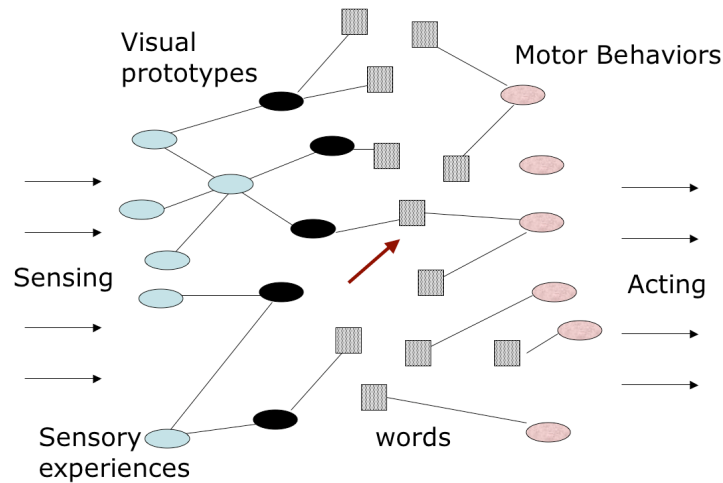 Visual
prototypes
Motor Behaviors
Sensing
Acting
Sensory
experiences
words